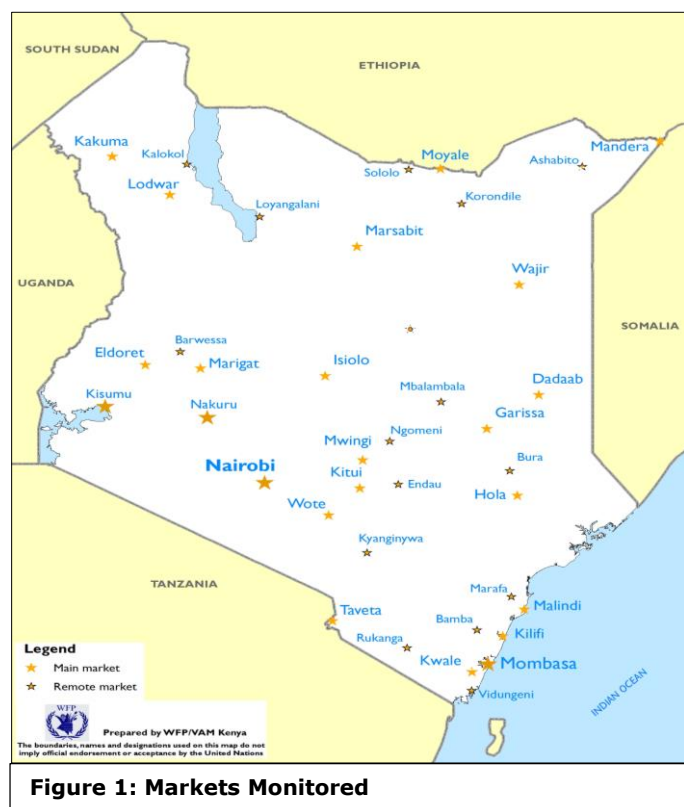 SOUTH SUDAN
ETHIOPIA
Kakuma
Kalokol
Lodwar
Loyangalani
Sololo
Moyale
Ashabito
Mandera
Korondile
Marsabit
Wajir
UGANDA
SOMALIA
Barwessa
Eldoret
Marigat
Isiolo
Dadaab
Kisumu
Nakuru
Mbalambala
Garissa
Ngomeni
Mwingi
Bura
Nairobi
Kitui
Endau
Hola
Wote
Kyanginywa
TANZANIA
Marafa
Taveta
Malindi
Bamba
Rukanga
Kilifi
Kwale
Mombasa
Vidungeni
INDIAN OCEAN
Legend
Main market
Remote market
WFP
Prepared by WFP/VAM Kenya
The boundaries, names and designations used on this map do not
imply official endorsement or acceptance by the United Nations
Figure 1: Markets Monitored